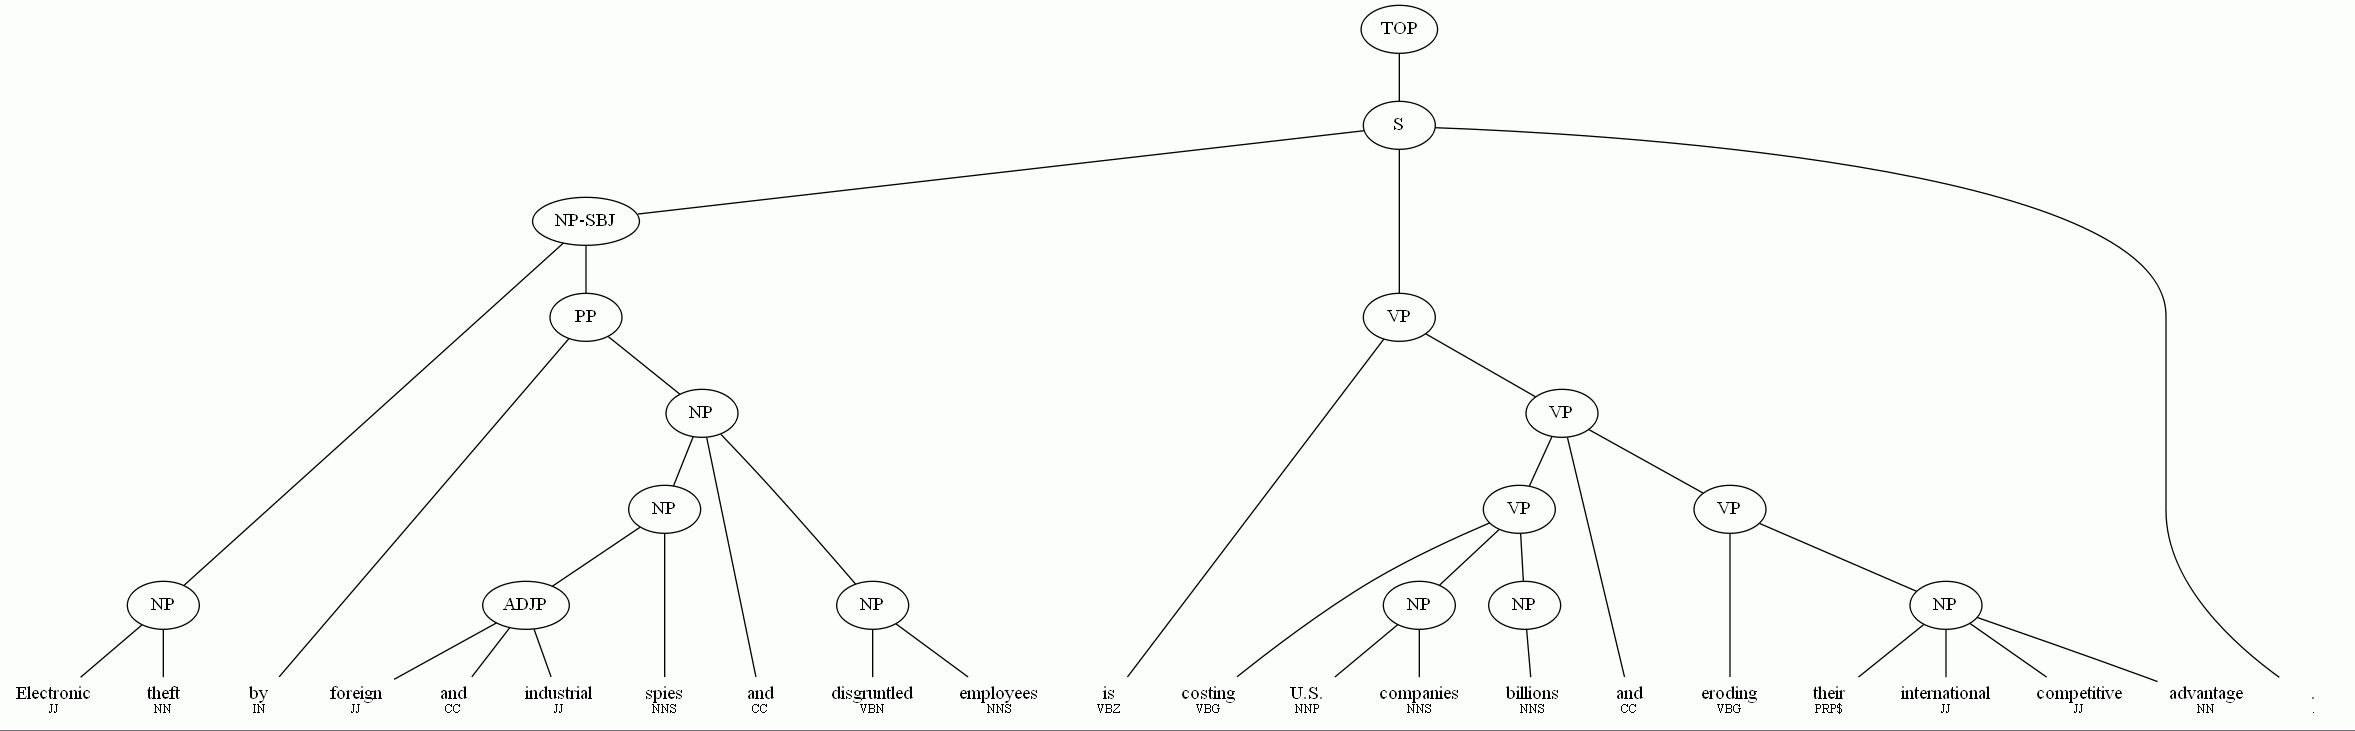 TOP
S
NP-SBJ
PP VP
NP VP
NP VP VP
NP ADJP NP NP NP NP
Electronic theft by foreign and industrial spies and disgruntled employees is costing U.S. companies billions and eroding their international competitive advantage .
JJ NN IN JJ CC JJ NNS CC VBN NNS VBZ VBG NNP NNS NNS CC VBG PRP$ JJ JJ NN .